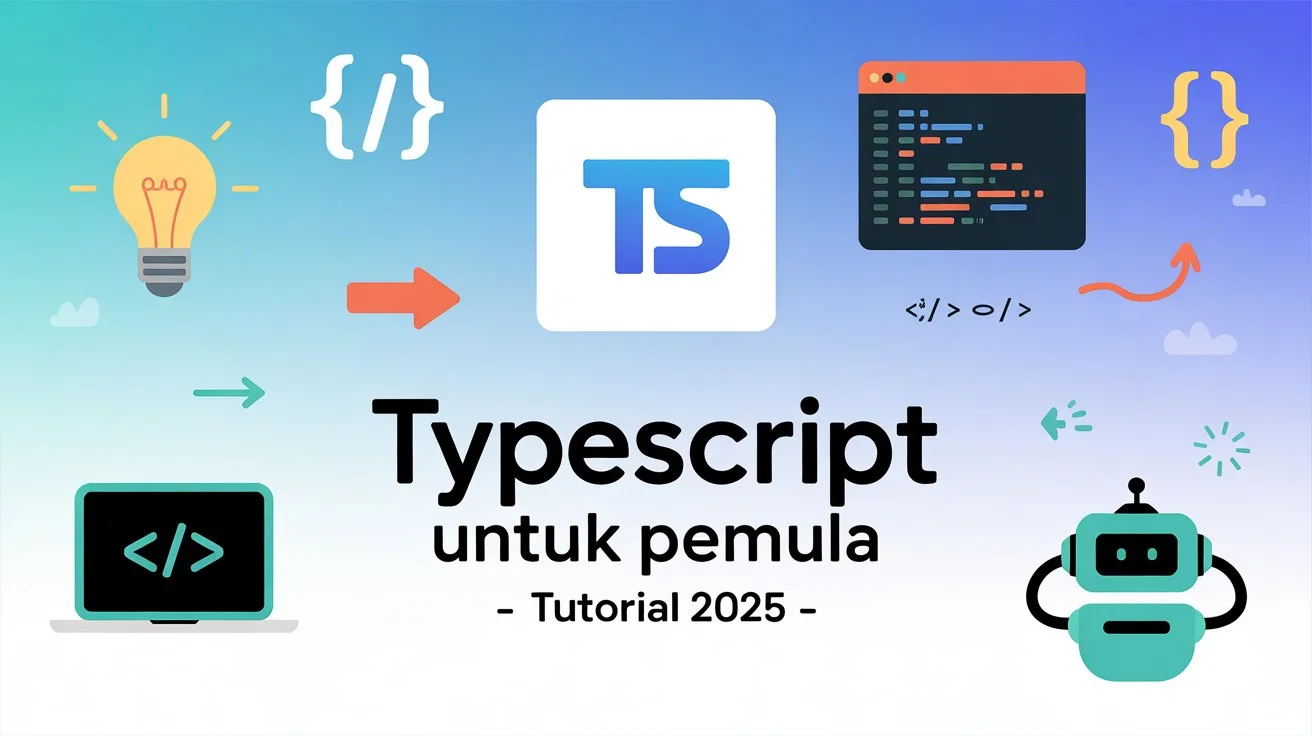 {/}
TS
{}
<;/> <>/>
Typescript
untuk pemula
- Tutorial 2025 -
</>